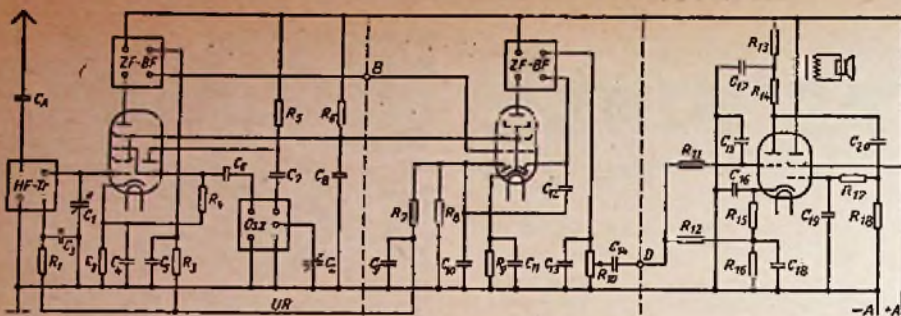 ZF-BF
ZF-BF
R13
C17
R14
CA
B
R5
R6
C13
C20
HF-Tr
C1
C6
C7
C8
C12
R11
C16
R17
C3
R4
Osz
R7
R8
R15
C19
R18
R12
C14
D
R1
R2
C4
C5
R3
C9
C10
R9
C11
C13
R10
R16
C18
UR
-A
+A